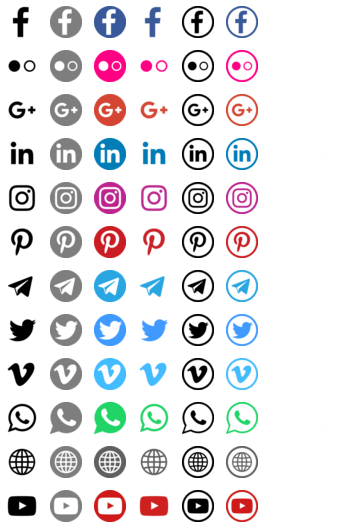 f f f f f f
G+ G+ G+ G+ G+ G+
in in in in in in
v v v v v v